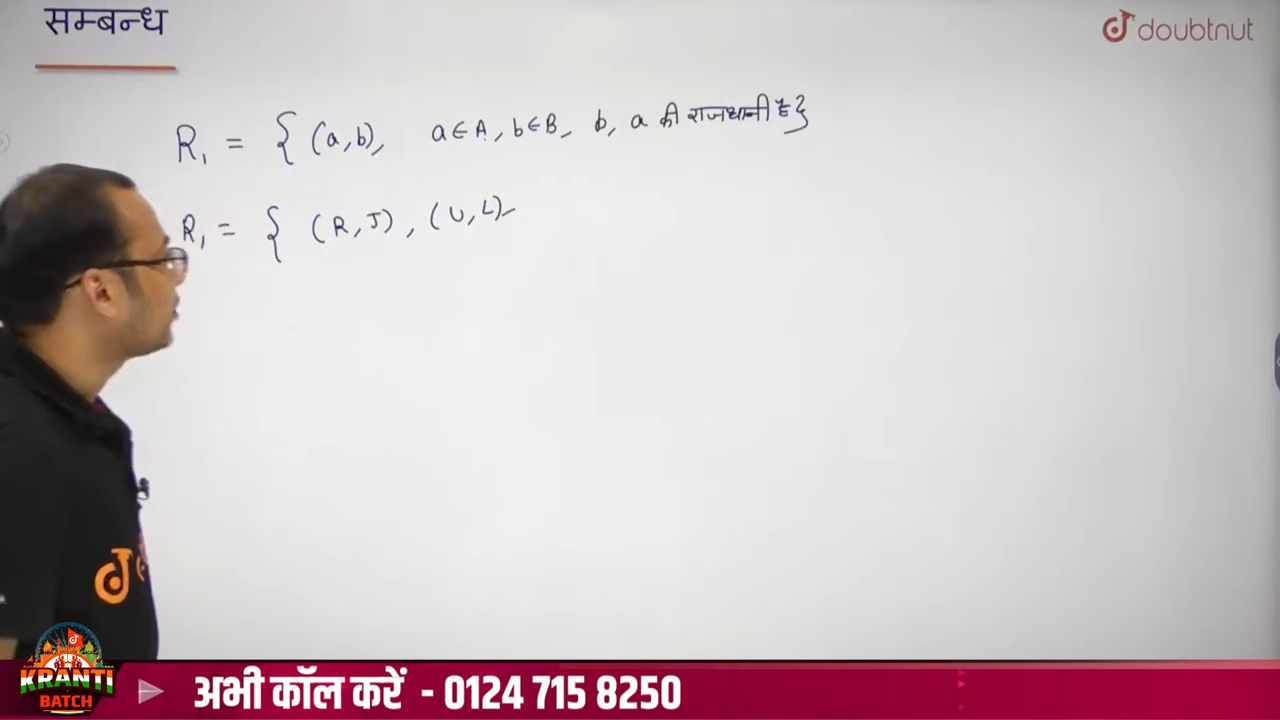 सम्बन्ध
doubtnut
R₁ = { (a,b), a∈A, b∈B, b, a की राजधानी है}
R₁ = { (R,J), (U,L),
KRANTI
BATCH
अभी कॉल करें - 0124 715 8250